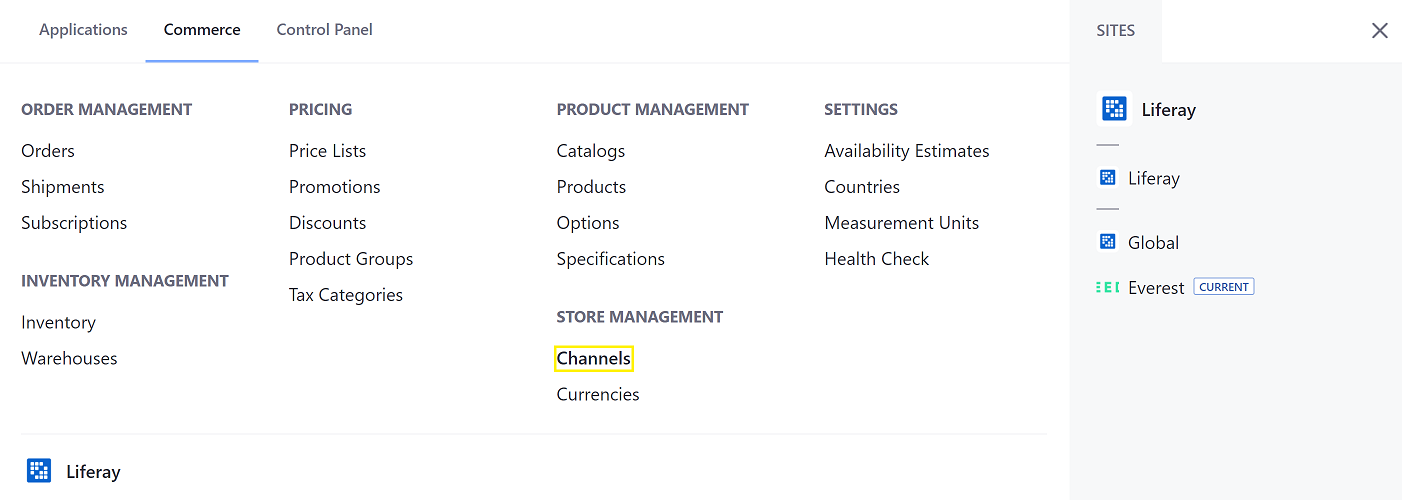 Applications
Commerce
Control Panel
ORDER MANAGEMENT
Orders
Shipments
Subscriptions
INVENTORY MANAGEMENT
Inventory
Warehouses
PRICING
Price Lists
Promotions
Discounts
Product Groups
Tax Categories
PRODUCT MANAGEMENT
Catalogs
Products
Options
Specifications
STORE MANAGEMENT
Channels
Currencies
SETTINGS
Availability Estimates
Countries
Measurement Units
Health Check
Liferay
SITES
Liferay
Liferay
Global
Everest CURRENT